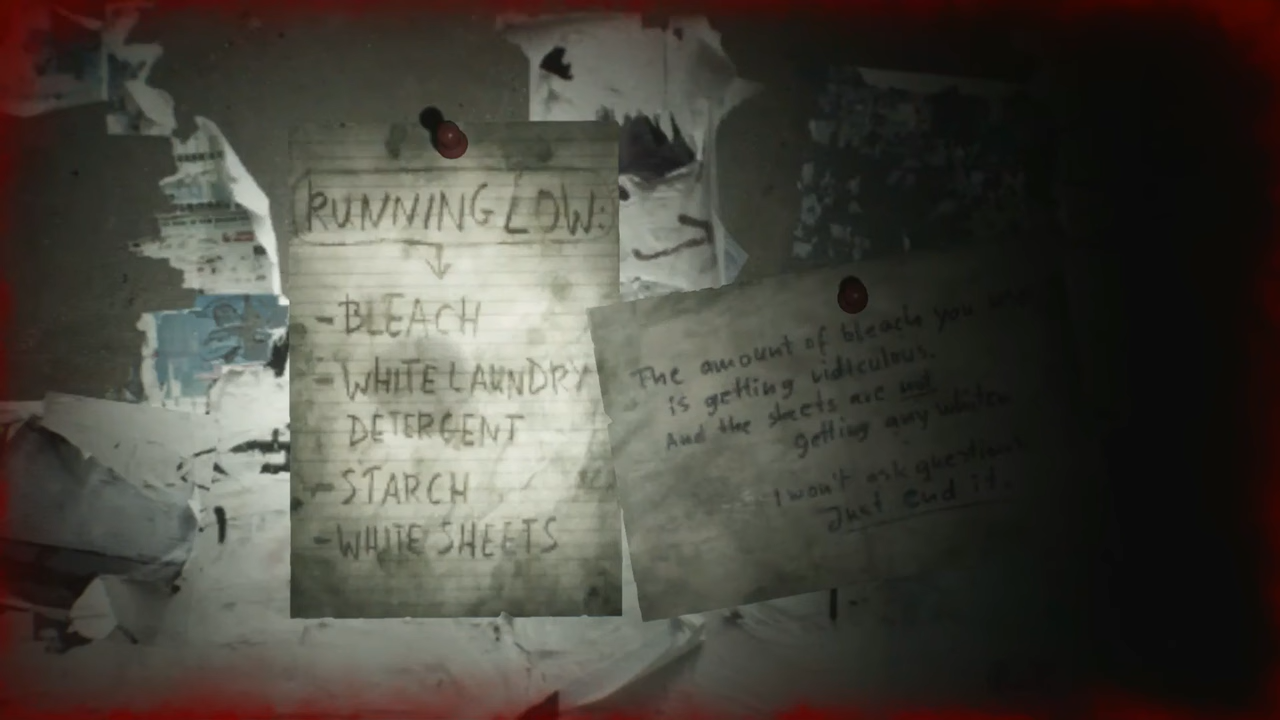 RUNNING LOW:
- BLEACH
- WHITE LAUNDRY
DETERGENT
- STARCH
- WHITE SHEETS
The amount of bleach you use
is getting ridiculous.
And the sheets are not
getting any whiter.
I won't ask questions.
Just end it.